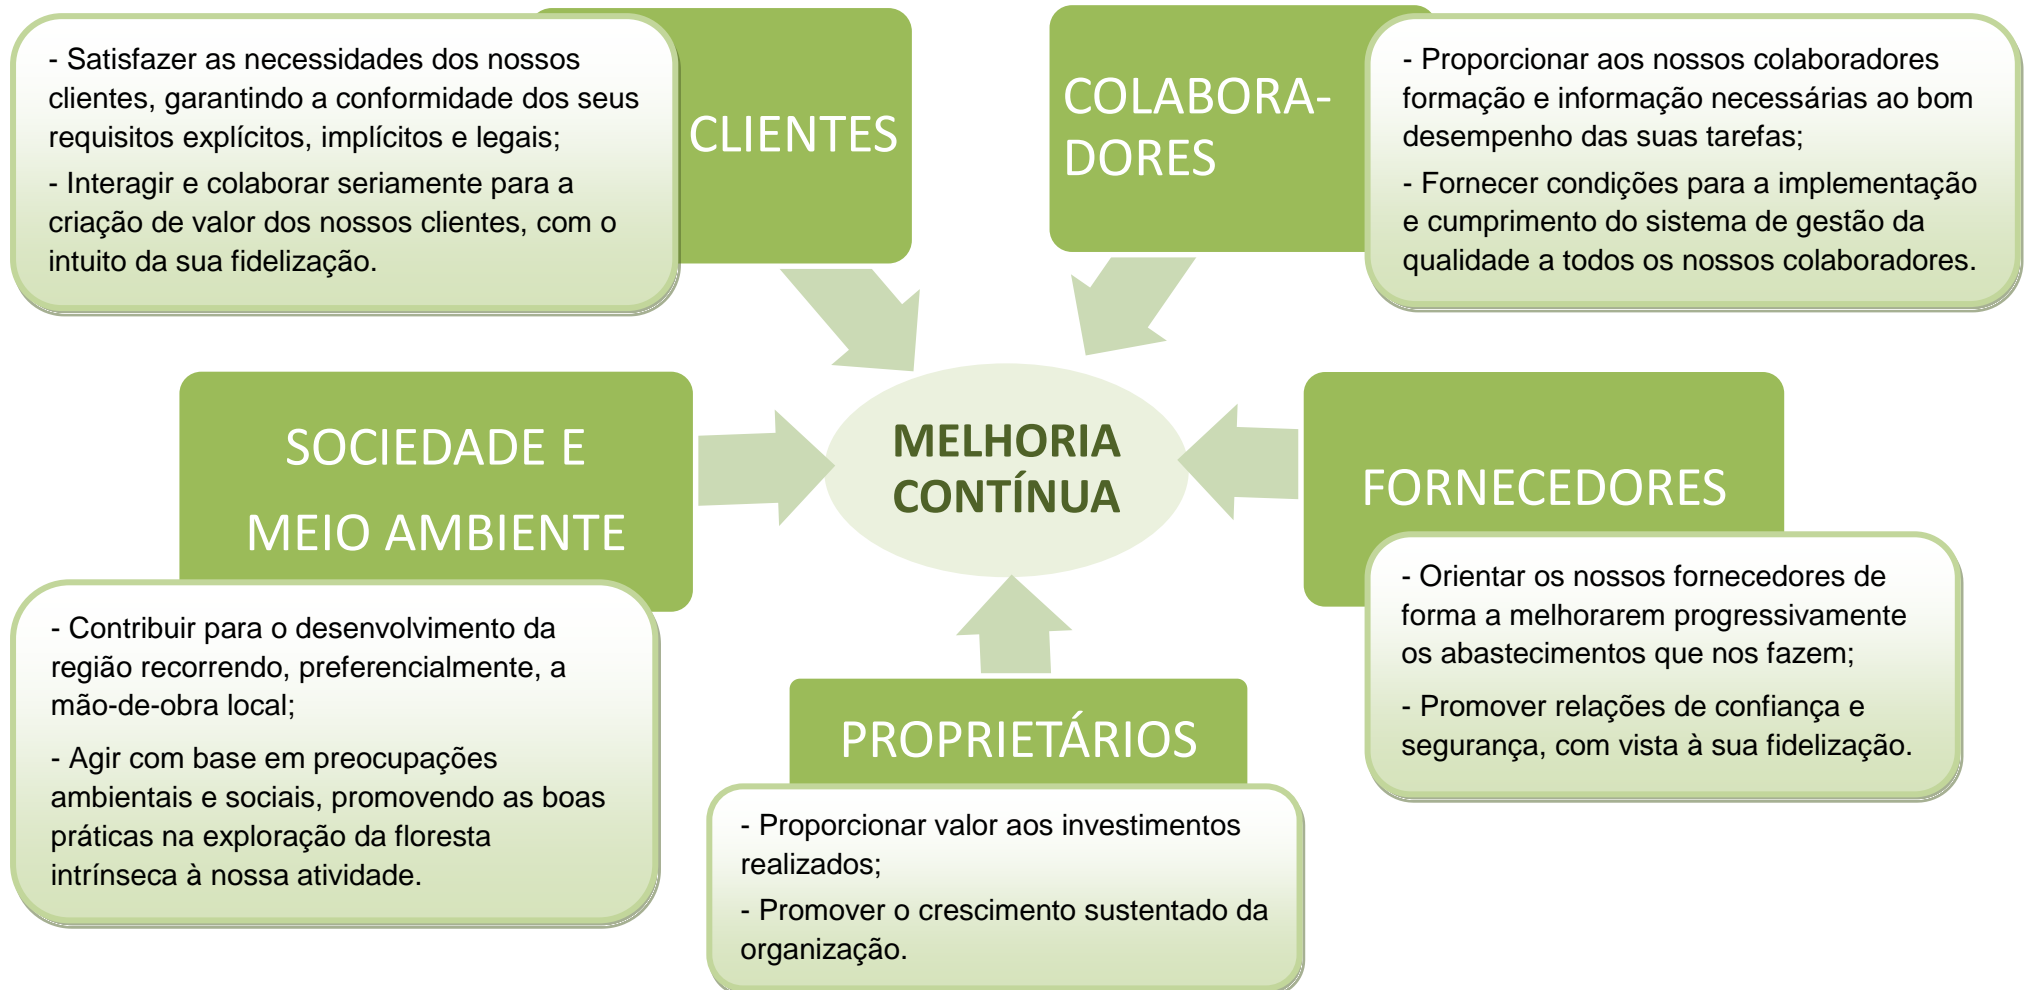 - Satisfazer as necessidades dos nossos
clientes, garantindo a conformidade dos seus
requisitos explícitos, implícitos e legais;
- Interagir e colaborar seriamente para a
criação de valor dos nossos clientes, com o
intuito da sua fidelização.
CLIENTES
COLABORA-
DORES
- Proporcionar aos nossos colaboradores
formação e informação necessárias ao bom
desempenho das suas tarefas;
- Fornecer condições para a implementação
e cumprimento do sistema de gestão da
qualidade a todos os nossos colaboradores.
SOCIEDADE E
MEIO AMBIENTE
- Contribuir para o desenvolvimento da
região recorrendo, preferencialmente, a
mão-de-obra local;
- Agir com base em preocupações
ambientais e sociais, promovendo as boas
práticas na exploração da floresta
intrínseca à nossa atividade.
MELHORIA
CONTÍNUA
FORNECEDORES
- Orientar os nossos fornecedores de
forma a melhorarem progressivamente
os abastecimentos que nos fazem;
- Promover relações de confiança e
segurança, com vista à sua fidelização.
PROPRIETÁRIOS
- Proporcionar valor aos investimentos
realizados;
- Promover o crescimento sustentado da
organização.